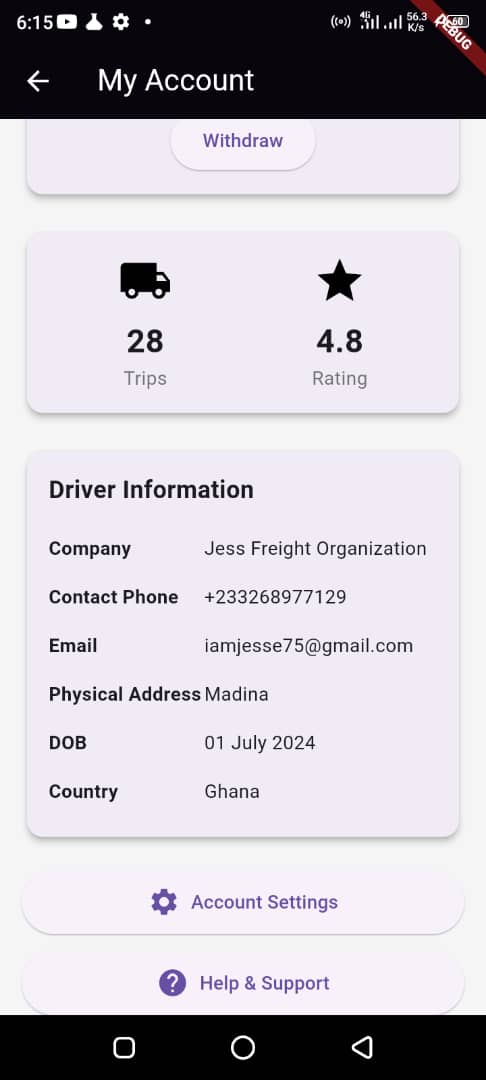 6:15
4G
56.3
K/s
60
DEBUG
My Account
Withdraw
28
Trips
4.8
Rating
Driver Information
Company Jess Freight Organization
Contact Phone +233268977129
Email iamjesse75@gmail.com
Physical Address Madina
DOB 01 July 2024
Country Ghana
Account Settings
Help & Support